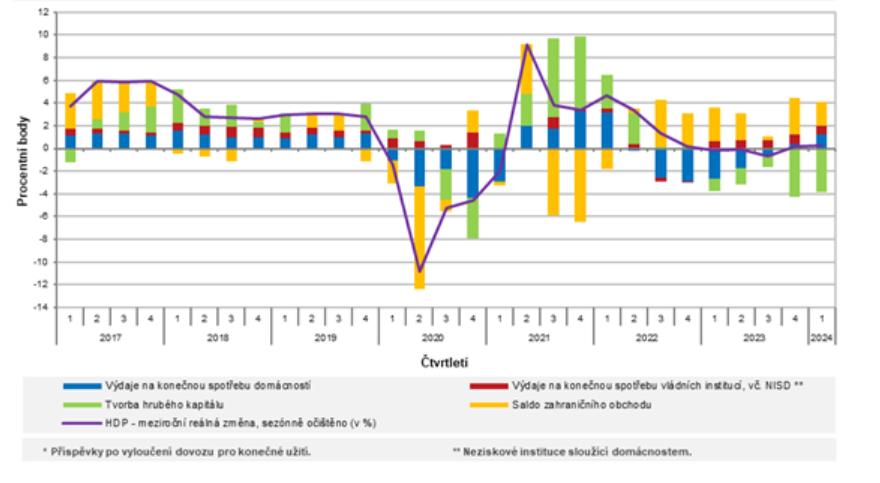 12
10
8
6
4
2
0
-2
-4
-6
-8
-10
-12
-14
Procentní body
1 2 3 4 1 2 3 4 1 2 3 4 1 2 3 4 1 2 3 4 1 2 3 4 1 2 3 4 1
2017 2018 2019 2020 2021 2022 2023 2024
Čtvrtletí
Výdaje na konečnou spotřebu domácností
Výdaje na konečnou spotřebu vládních institucí, vč. NISD **
Tvorba hrubého kapitálu
Saldo zahraničního obchodu
HDP - meziroční reálná změna, sezónně očištěno (v %)
* Příspěvky po vyloučení dovozu pro konečné užití.
** Neziskové instituce sloužící domácnostem.